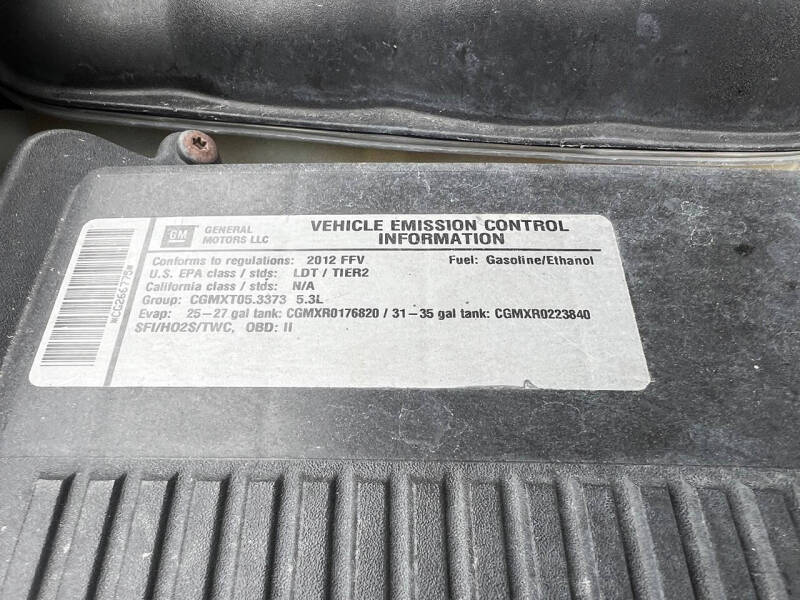 GM GENERAL MOTORS LLC
VEHICLE EMISSION CONTROL
INFORMATION
Conforms to regulations: 2012 FFV Fuel: Gasoline/Ethanol
U.S. EPA class / stds: LDT / TIER2
California class / stds: N/A
Group: CGMXT05.3373 5.3L
Evap: 25-27 gal tank: CGMXR0176820 / 31-35 gal tank: CGMXR0223840
SFI/HO2S/TWC, OBD: II
*CG266776*